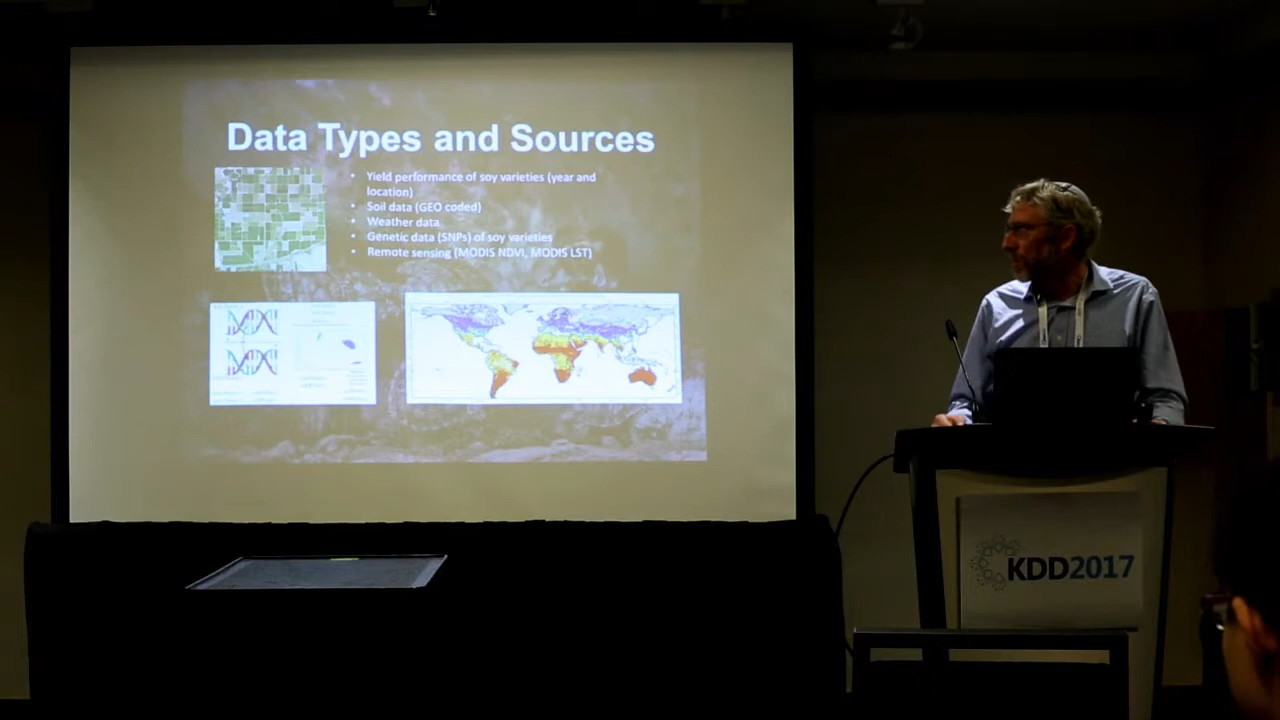 Data Types and Sources
• Yield performance of soy varieties (year and
location)
• Soil data (GEO coded)
• Weather data
• Genetic data (SNPs) of soy varieties
• Remote sensing (MODIS NDVI, MODIS LST)
KDD2017